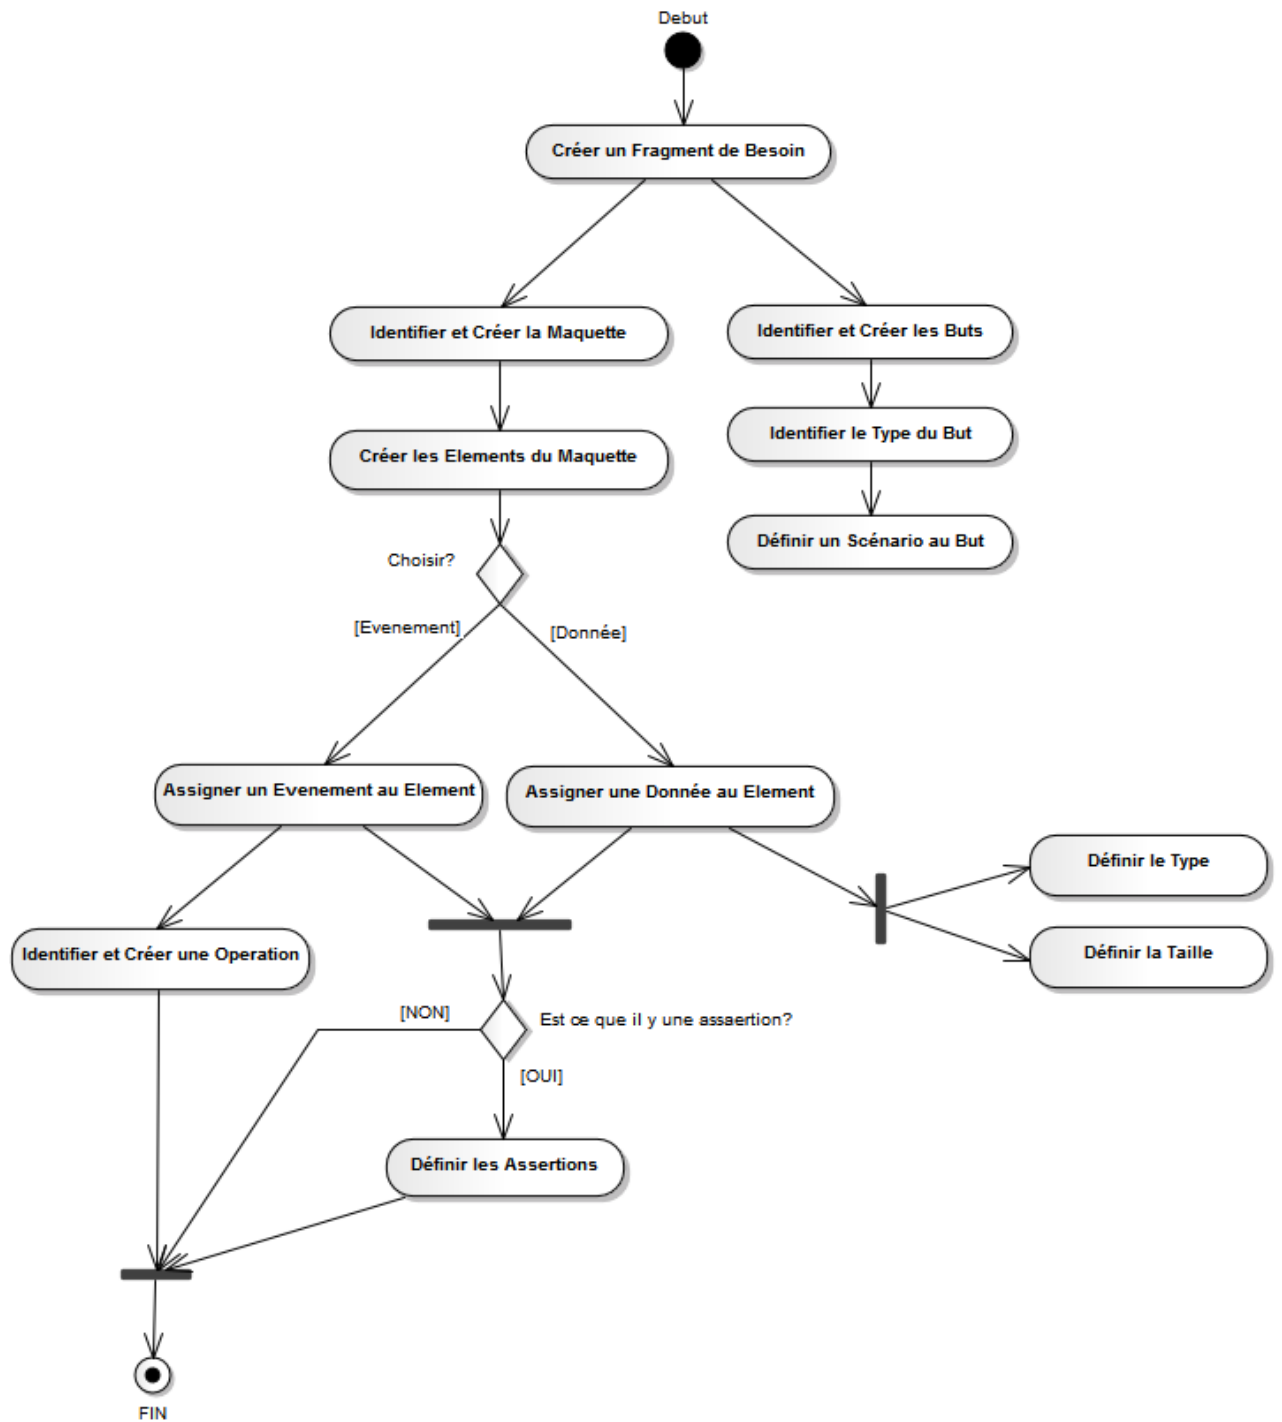 Debut
Créer un Fragment de Besoin
Identifier et Créer la Maquette
Identifier et Créer les Buts
Identifier le Type du But
Créer les Elements du Maquette
Définir un Scénario au But
Choisir?
[Evenement]
[Donnée]
Assigner un Evenement au Element
Assigner une Donnée au Element
Définir le Type
Identifier et Créer une Operation
Définir la Taille
[NON]
Est ce que il y une assaertion?
[OUI]
Définir les Assertions
FIN